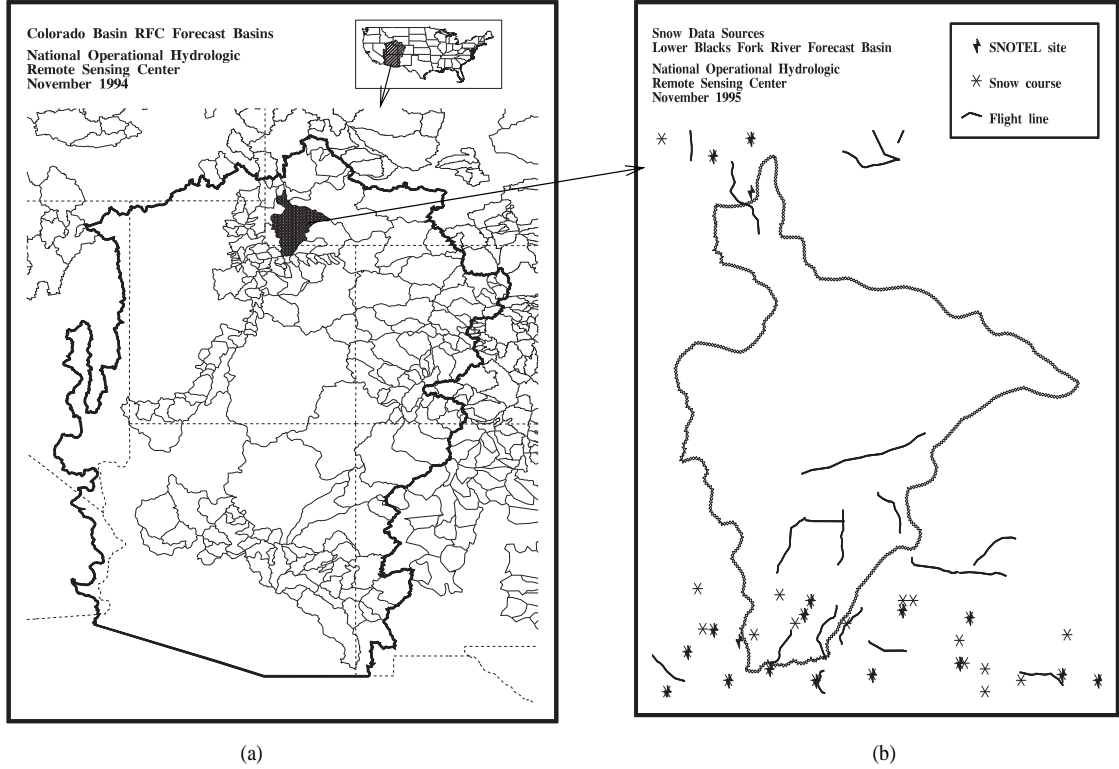 Colorado Basin RFC Forecast Basins
National Operational Hydrologic
Remote Sensing Center
November 1994
Snow Data Sources
Lower Blacks Fork River Forecast Basin
National Operational Hydrologic
Remote Sensing Center
November 1995
SNOTEL site
Snow course
Flight line
(a)
(b)